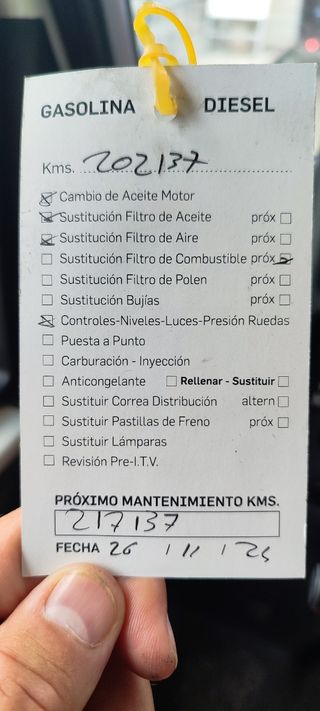 GASOLINA DIESEL
Kms. 202137
Cambio de Aceite Motor
Sustitución Filtro de Aceite próx
Sustitución Filtro de Aire próx
Sustitución Filtro de Combustible próx
Sustitución Filtro de Polen próx
Sustitución Bujías próx
Controles-Niveles-Luces-Presión Ruedas
Puesta a Punto
Carburación - Inyección
Anticongelante Rellenar - Sustituir
Sustituir Correa Distribución altern
Sustituir Pastillas de Freno próx
Sustituir Lámparas
Revisión Pre-I.T.V.
PRÓXIMO MANTENIMIENTO KMS.
217137
FECHA 26 / 11 / 24